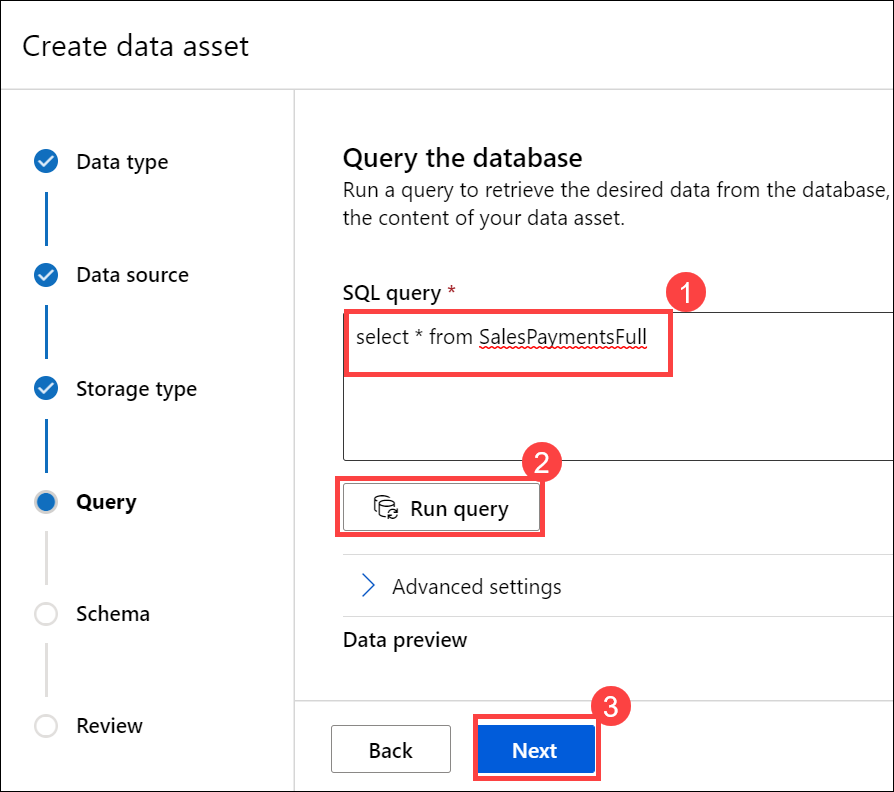 Create data asset
Data type
Data source
Storage type
Query
Schema
Review
Query the database
Run a query to retrieve the desired data from the database,
the content of your data asset.
SQL query *
1
select * from SalesPaymentsFull
2
Run query
Advanced settings
Data preview
3
Back
Next